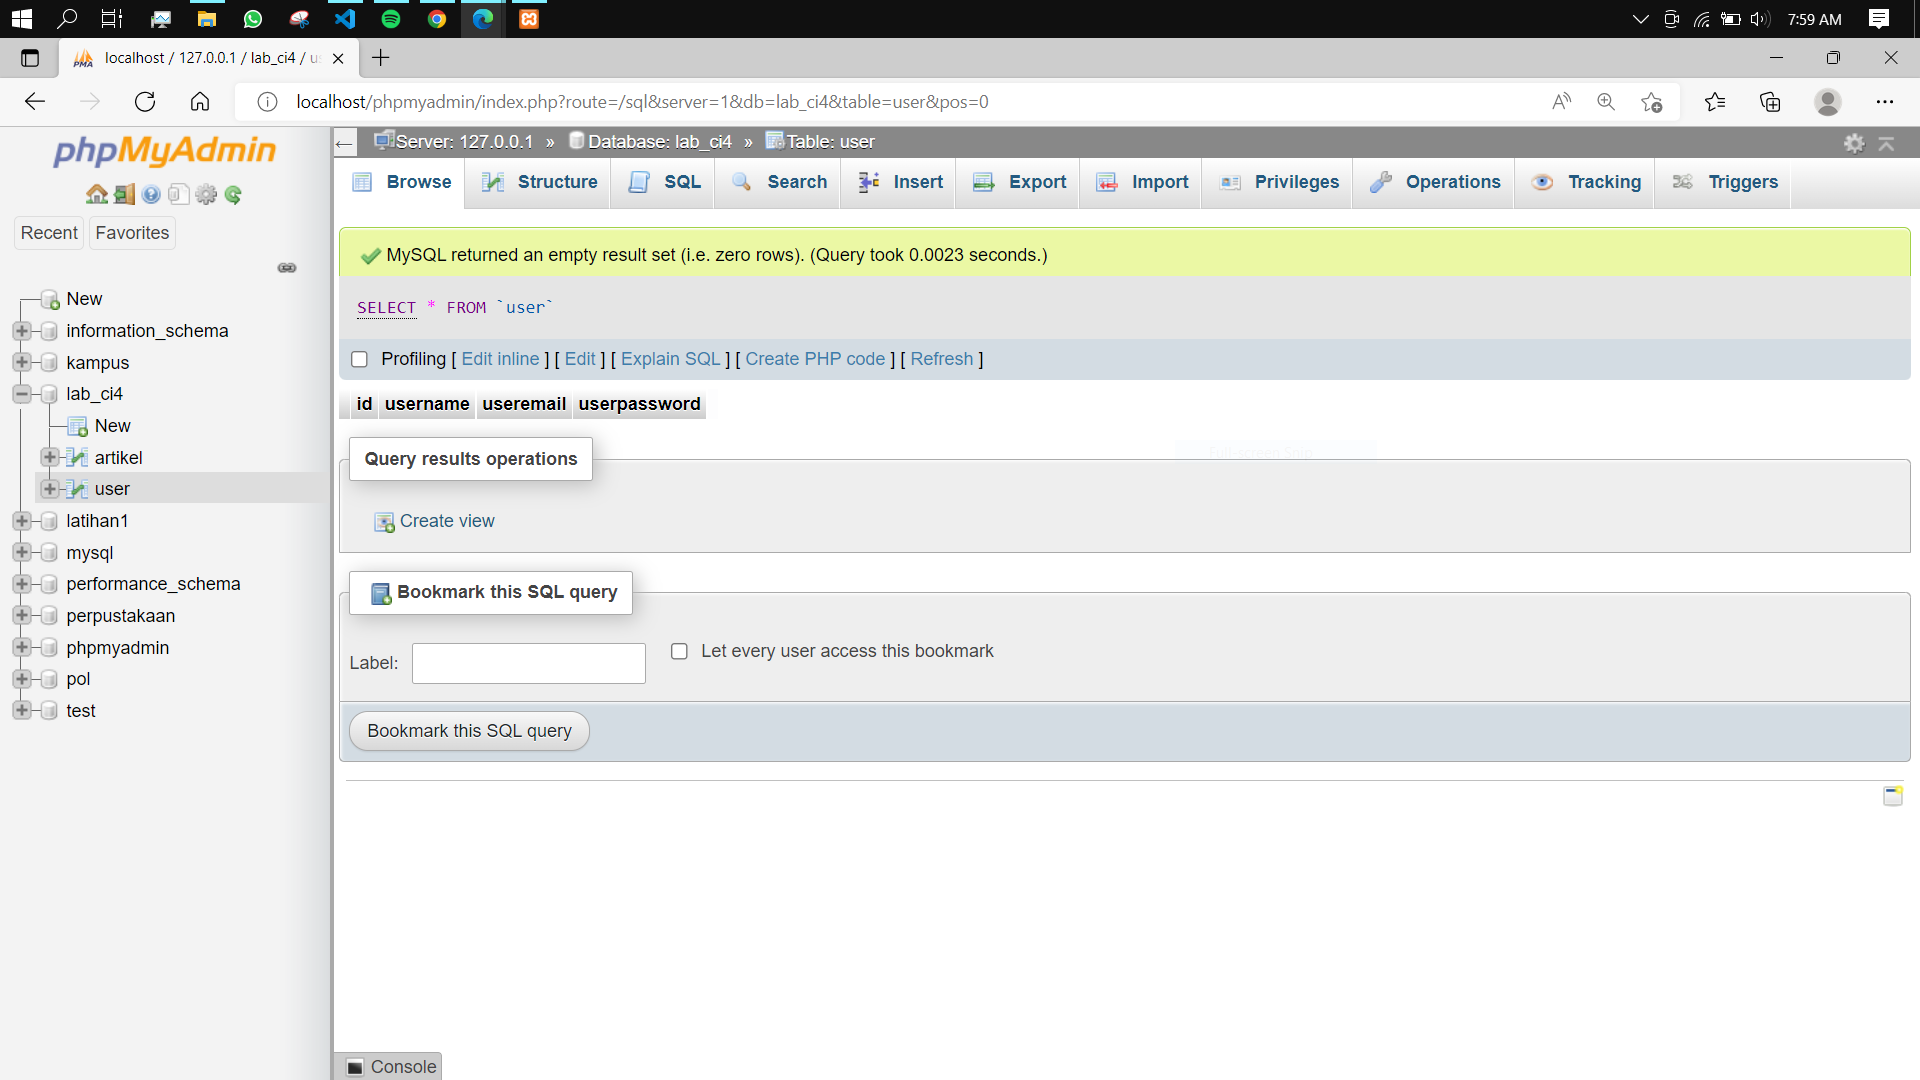 7:59 AM
localhost / 127.0.0.1 / lab_ci4 / us
localhost/phpmyadmin/index.php?route=/sql&server=1&db=lab_ci4&table=user&pos=0
phpMyAdmin
Recent Favorites
New
information_schema
kampus
lab_ci4
New
artikel
user
latihan1
mysql
performance_schema
perpustakaan
phpmyadmin
pol
test
Server: 127.0.0.1 » Database: lab_ci4 » Table: user
Browse Structure SQL Search Insert Export Import Privileges Operations Tracking Triggers
MySQL returned an empty result set (i.e. zero rows). (Query took 0.0023 seconds.)
SELECT * FROM `user`
Profiling [ Edit inline ] [ Edit ] [ Explain SQL ] [ Create PHP code ] [ Refresh ]
id username useremail userpassword
Query results operations
Full-screen Snip
Create view
Bookmark this SQL query
Label: Let every user access this bookmark
Bookmark this SQL query
Console